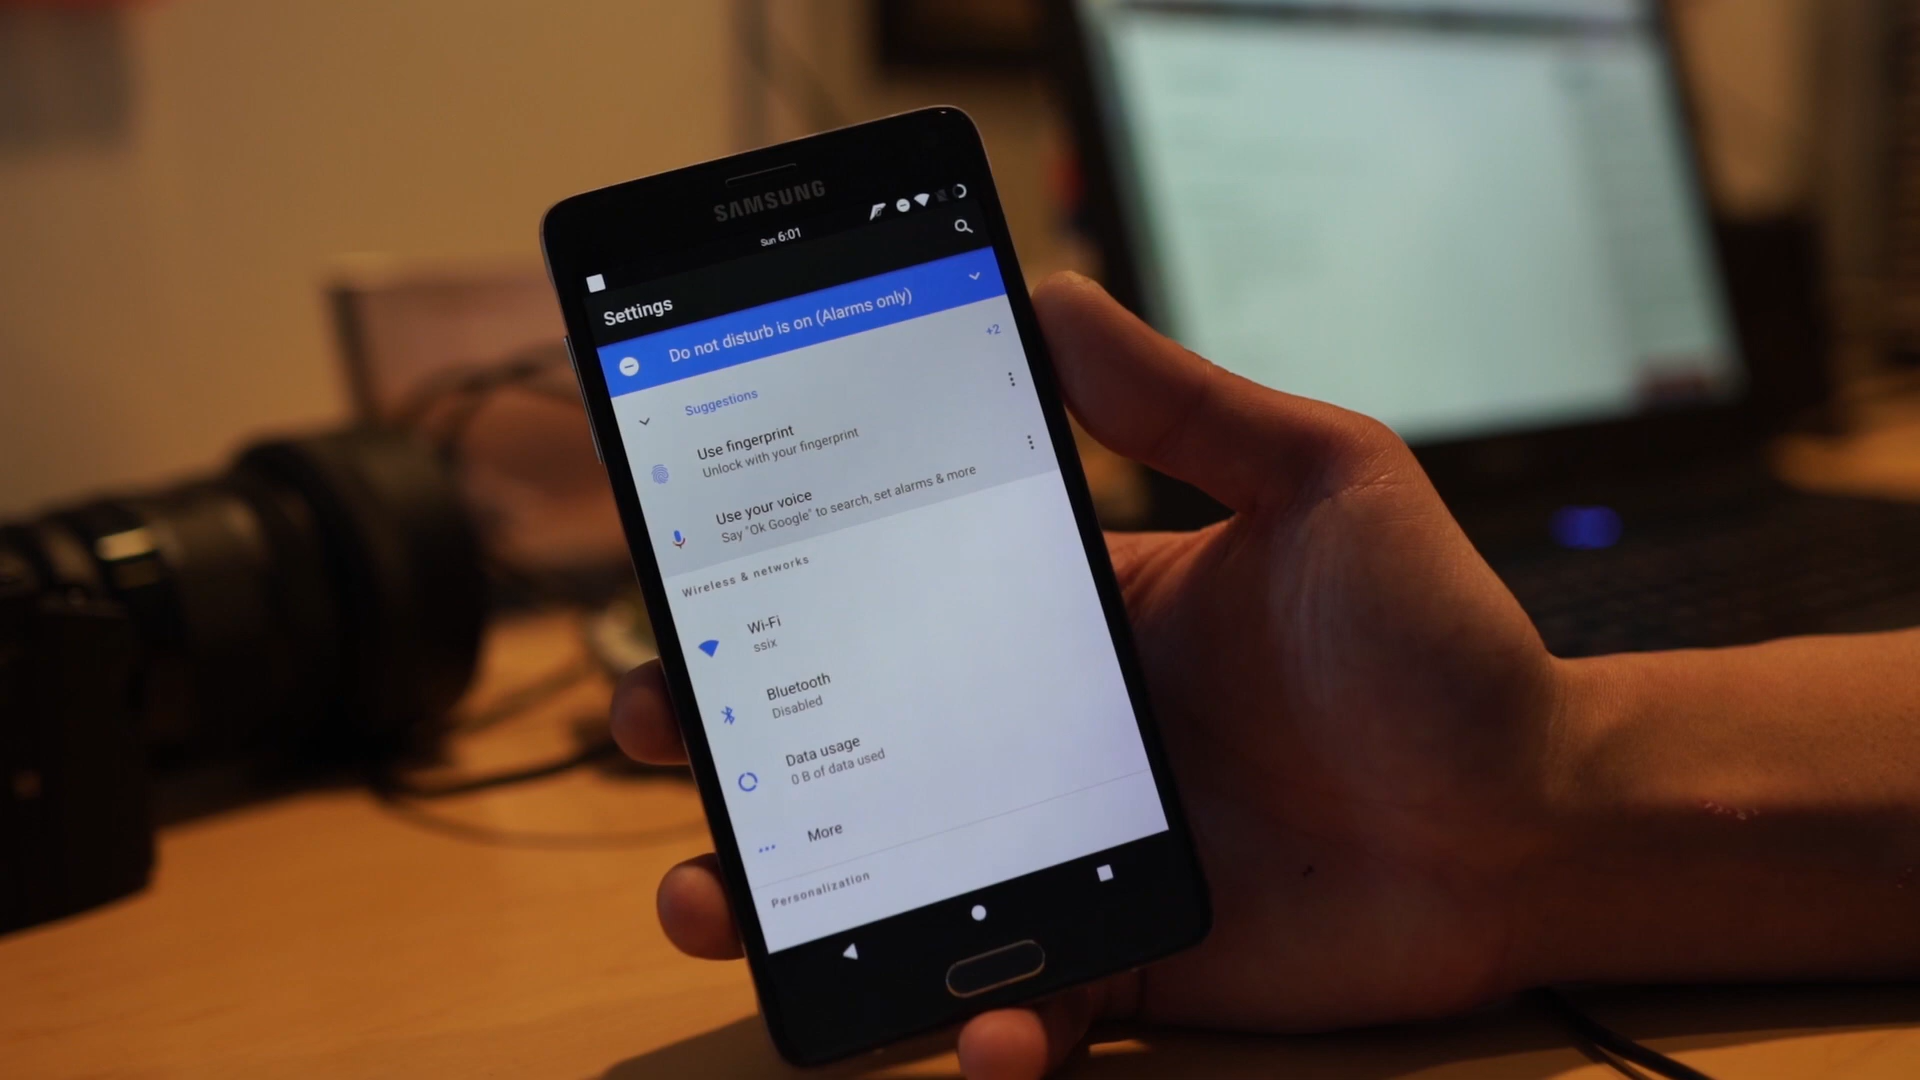 SAMSUNG
Sun 6:01
Settings
Do not disturb is on (Alarms only)
Suggestions
+2
Use fingerprint
Unlock with your fingerprint
Use your voice
Say "Ok Google" to search, set alarms & more
Wireless & networks
Wi-Fi
ssix
Bluetooth
Disabled
Data usage
0 B of data used
More
Personalization